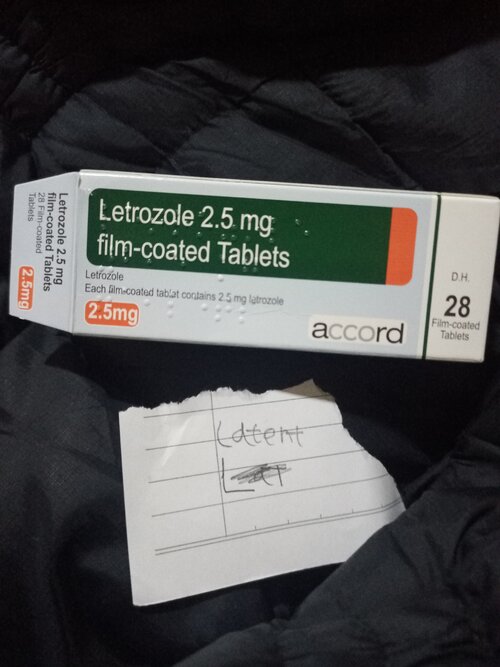 Letrozole 2.5 mg
film-coated Tablets
28 Film-coated
Tablets
2.5mg
Letrozole 2.5 mg
film-coated Tablets
Letrozole
Each film-coated tablet contains 2.5 mg letrozole
2.5mg
accord
D.H.
28
Film-coated
Tablets
Latent